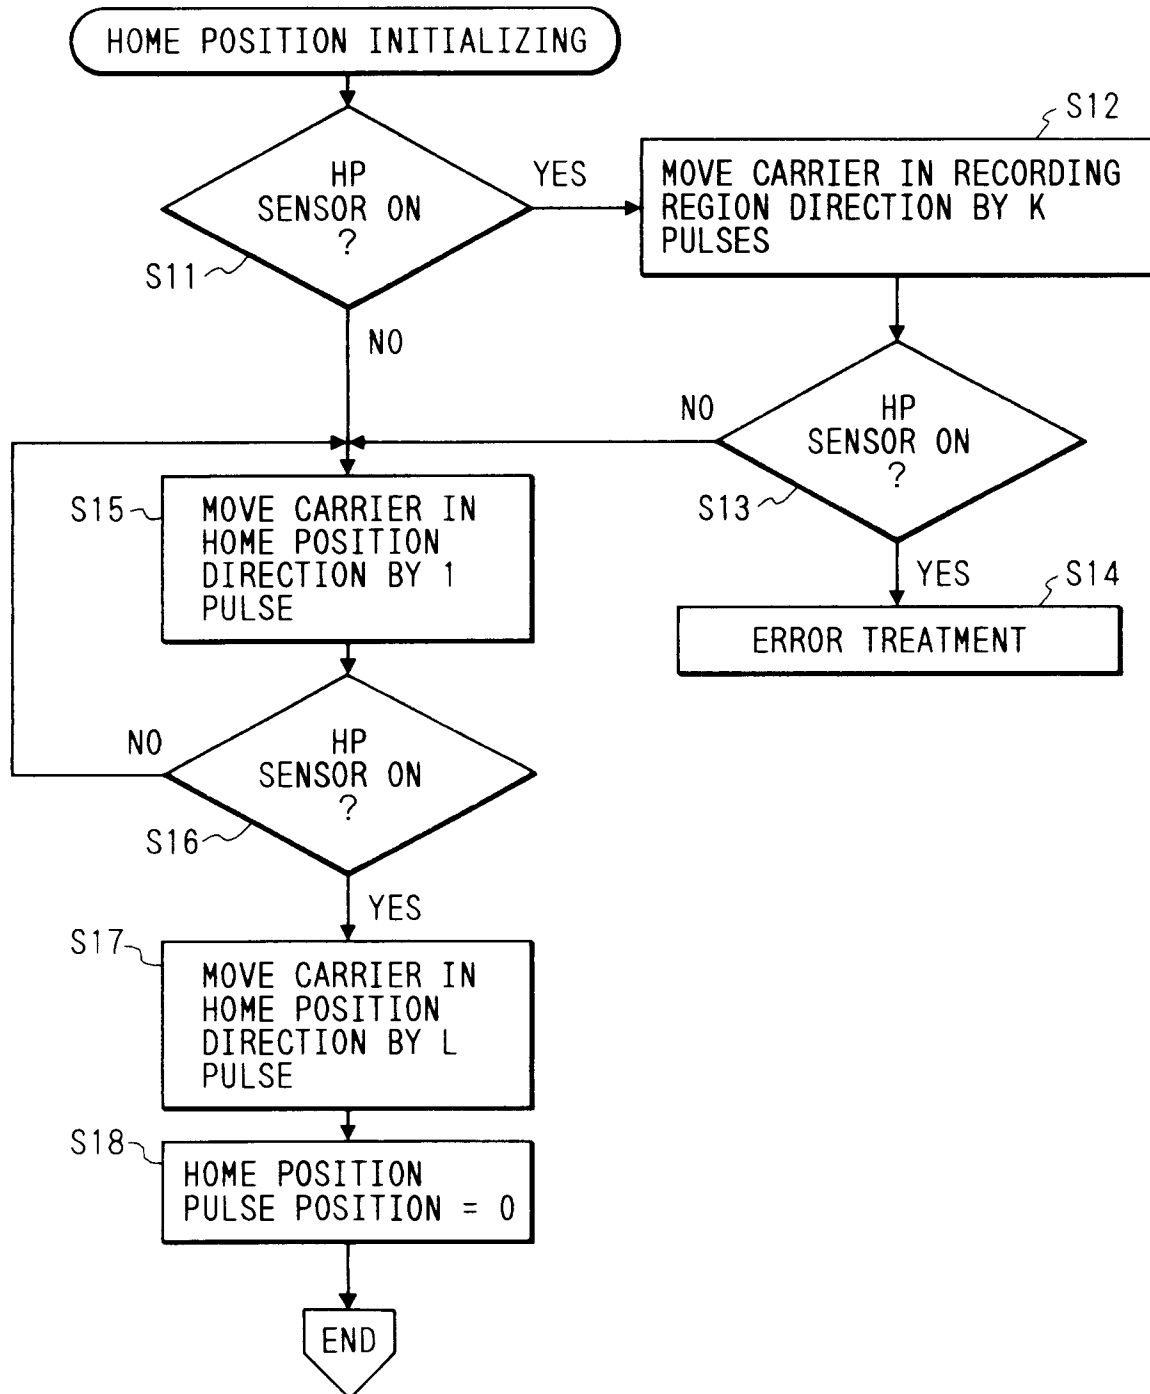 HOME POSITION INITIALIZING
HP
SENSOR ON
?
S11
YES
NO
S12
MOVE CARRIER IN RECORDING
REGION DIRECTION BY K
PULSES
HP
SENSOR ON
?
S13
NO
YES
S14
ERROR TREATMENT
S15
MOVE CARRIER IN
HOME POSITION
DIRECTION BY 1
PULSE
HP
SENSOR ON
?
S16
NO
YES
S17
MOVE CARRIER IN
HOME POSITION
DIRECTION BY L
PULSE
S18
HOME POSITION
PULSE POSITION = 0
END